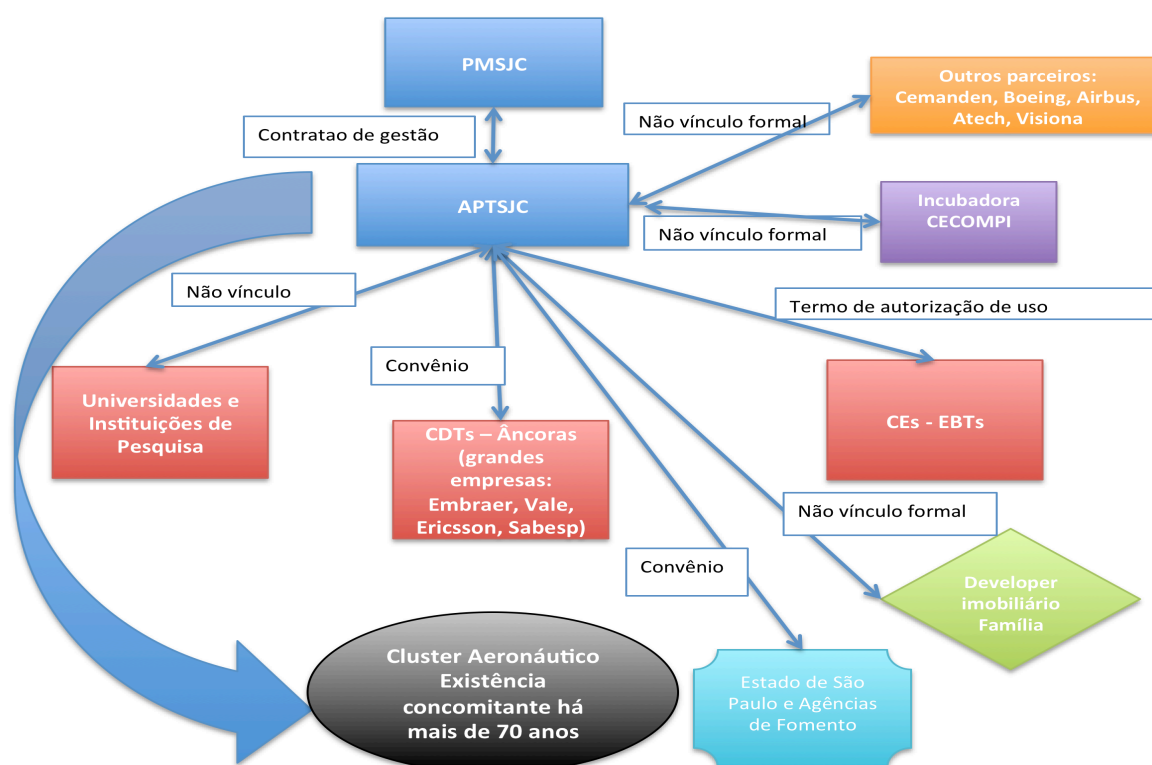 PMSJC
Outros parceiros:
Cemanden, Boeing, Airbus,
Atech, Visiona
Não vínculo formal
Contratao de gestão
APTSJC
Incubadora
CECOMPI
Não vínculo formal
Não vínculo
Termo de autorização de uso
Convênio
Universidades e
Instituições de
Pesquisa
CDTs – Âncoras
(grandes
empresas:
Embraer, Vale,
Ericsson, Sabesp)
CEs - EBTs
Não vínculo formal
Convênio
Developer
imobiliário
Família
Cluster Aeronáutico
Existência
concomitante há
mais de 70 anos
Estado de São
Paulo e Agências
de Fomento